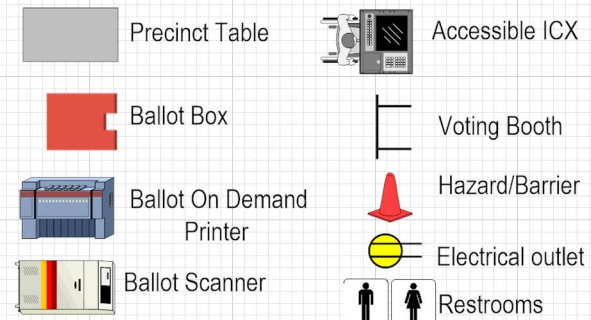 Precinct Table
Accessible ICX
Ballot Box
Voting Booth
Hazard/Barrier
Ballot On Demand
Printer
Electrical outlet
Ballot Scanner
Restrooms